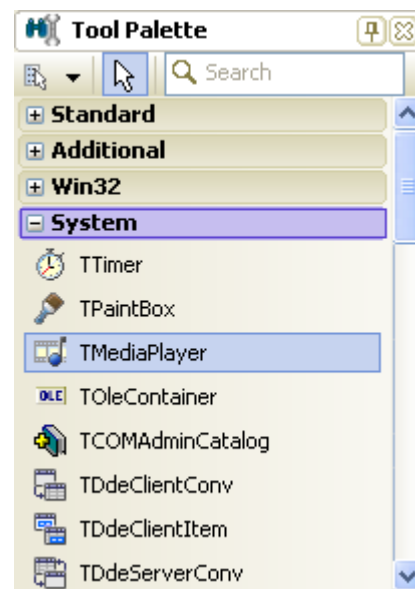 Tool Palette
Search
Standard
Additional
Win32
System
TTimer
TPaintBox
TMediaPlayer
OLE TOleContainer
TCOMAdminCatalog
TDdeClientConv
TDdeClientItem
TDdeServerConv